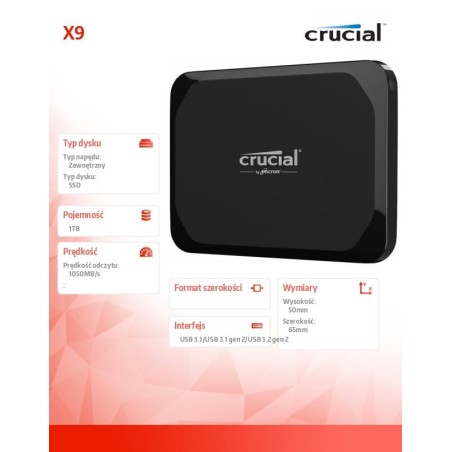 X9
crucial
Typ dysku
Typ napędu:
Zewnętrzny
Typ dysku:
SSD
Pojemność
1TB
Prędkość
Prędkość odczytu:
1050MB/s
:
crucial
by micron
Format szerokości
Interfejs
USB 3.1/USB 3.1 gen 2/USB 3.2 gen 2
Wymiary
Wysokość:
50mm
Szerokość:
65mm